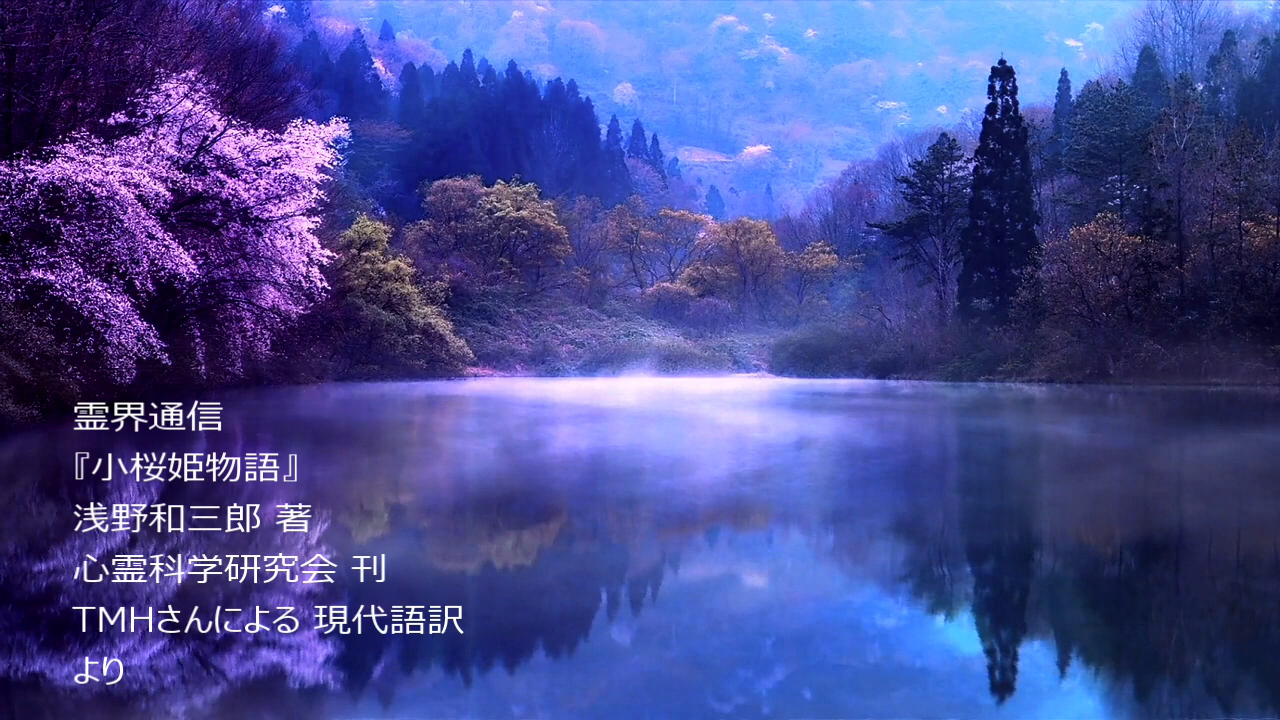 霊界通信
『小桜姫物語』
浅野和三郎 著
心霊科学研究会 刊
TMHさんによる 現代語訳
より